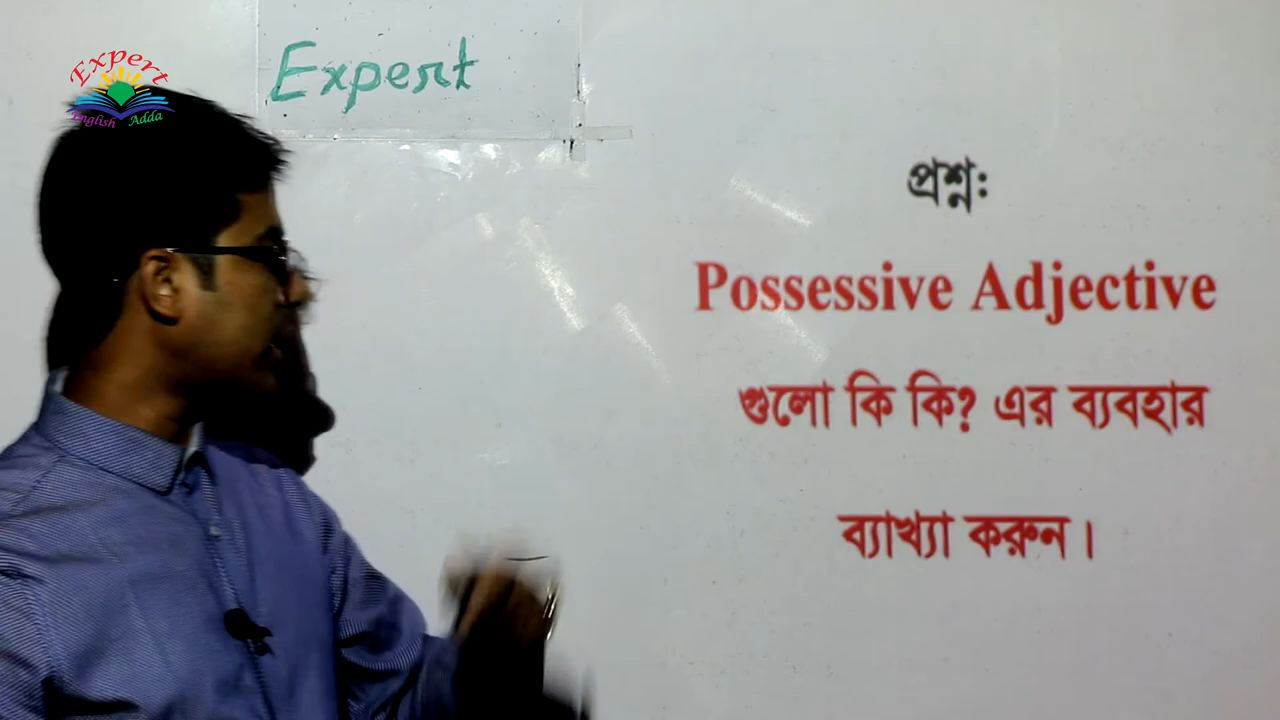 Expert
English Adda
Expert
প্রশ্নঃ
Possessive Adjective
গুলো কি কি? এর ব্যবহার
ব্যাখ্যা করুন।